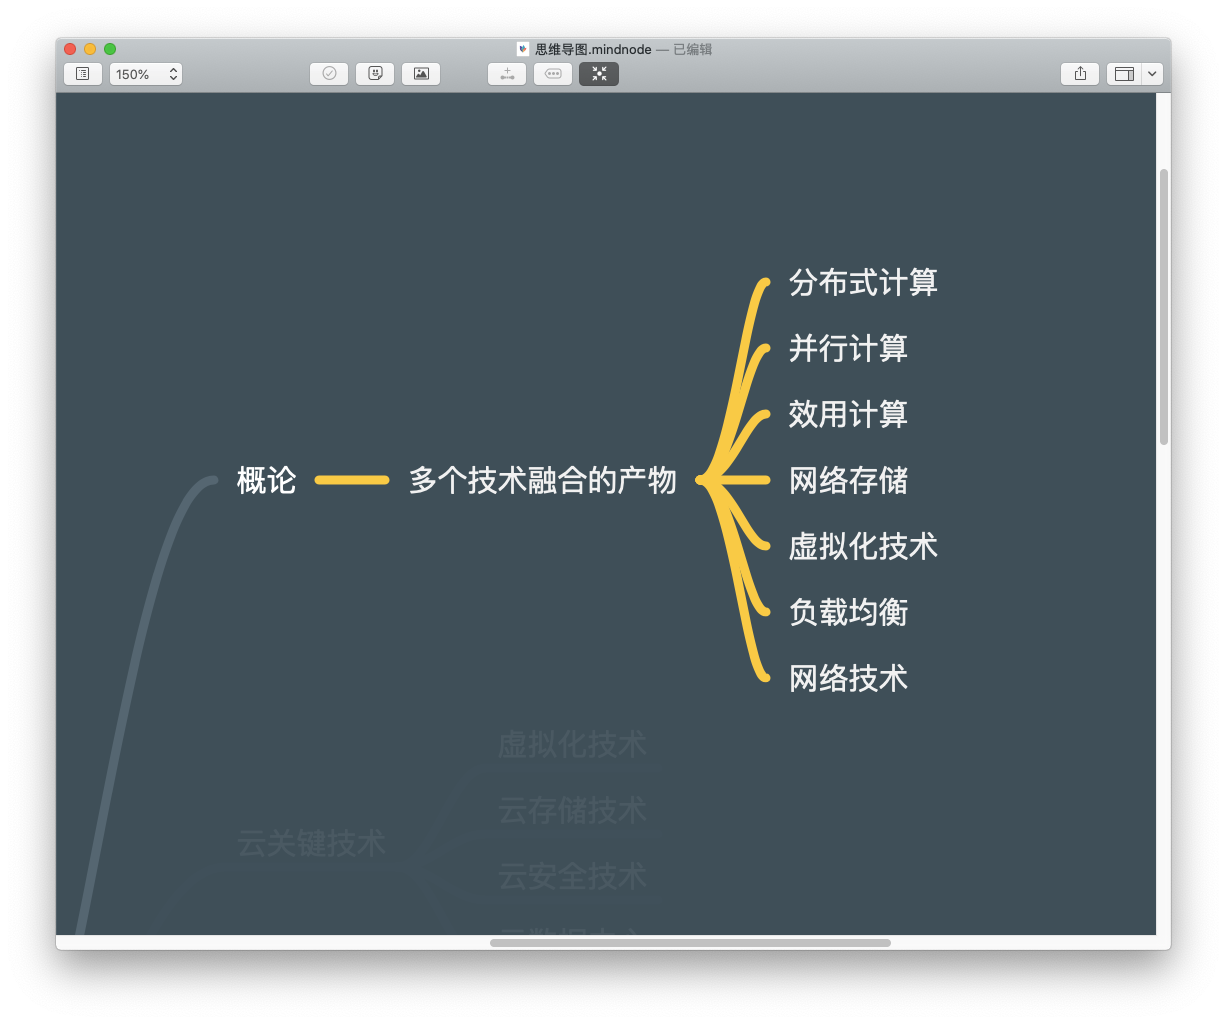 思维导图.mindnode — 已编辑
150%
分布式计算
并行计算
效用计算
概论
多个技术融合的产物
网络存储
虚拟化技术
负载均衡
网络技术
虚拟化技术
云存储技术
云关键技术
云安全技术